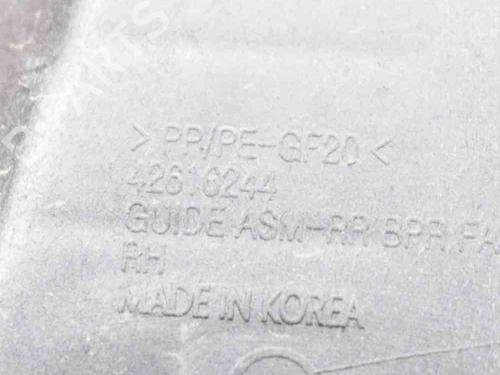 > PP/PE-GF20 <
42616244
GUIDE ASM-RR BPR FA
RH
MADE IN KOREA